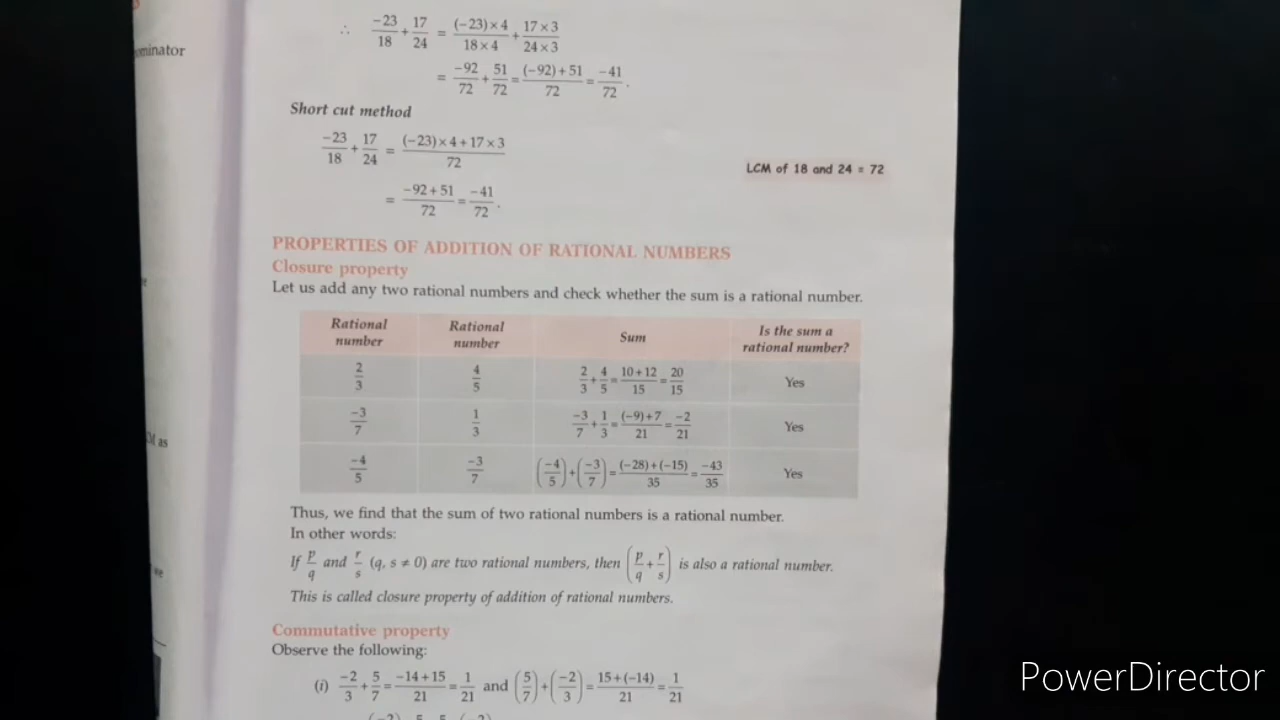 ominator
∴ -23/18 + 17/24 = (-23)×4/18×4 + 17×3/24×3
= -92/72 + 51/72 = (-92)+51/72 = -41/72.
Short cut method
-23/18 + 17/24 = (-23)×4+17×3/72
LCM of 18 and 24 = 72
= -92+51/72 = -41/72.
PROPERTIES OF ADDITION OF RATIONAL NUMBERS
Closure property
Let us add any two rational numbers and check whether the sum is a rational number.
Rational number Rational number Sum Is the sum a rational number?
2/3 4/5 2/3 + 4/5 = 10+12/15 = 20/15 Yes
-3/7 1/3 -3/7 + 1/3 = (-9)+7/21 = -2/21 Yes
-4/5 -3/7 (-4/5) + (-3/7) = (-28)+(-15)/35 = -43/35 Yes
M as
Thus, we find that the sum of two rational numbers is a rational number.
In other words:
If p/q and r/s (q, s ≠ 0) are two rational numbers, then (p/q + r/s) is also a rational number.
we
This is called closure property of addition of rational numbers.
Commutative property
Observe the following:
(i) -2/3 + 5/7 = -14+15/21 = 1/21 and (5/7) + (-2/3) = 15+(-14)/21 = 1/21
PowerDirector